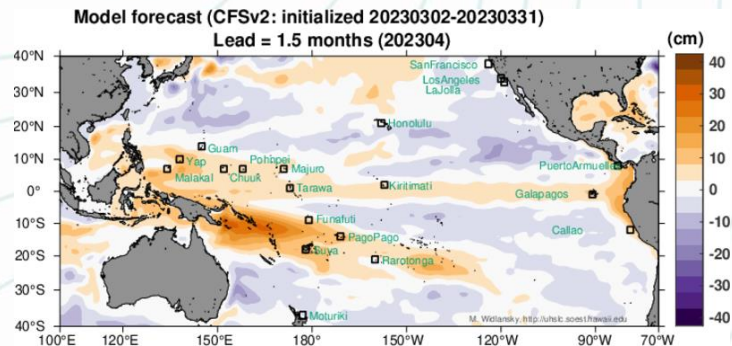 Model forecast (CFSv2: initialized 20230302-20230331)
Lead = 1.5 months (202304)
(cm)
40°N
30°N
20°N
10°N
0°
10°S
20°S
30°S
40°S
SanFrancisco
LosAngeles
LaJolla
Honolulu
Guam
Yap
Pohnpei
Malakal
Chuuk
Majuro
Tarawa
Kiritimati
PuertoArmuelles
Galapagos
Funafuti
Callao
PagoPago
Suva
Rarotonga
Moturiki
M. Widlansky, http://uhslc.soest.hawaii.edu
100°E
120°E
150°E
180°
150°W
120°W
90°W
70°W
40
30
20
10
0
-10
-20
-30
-40